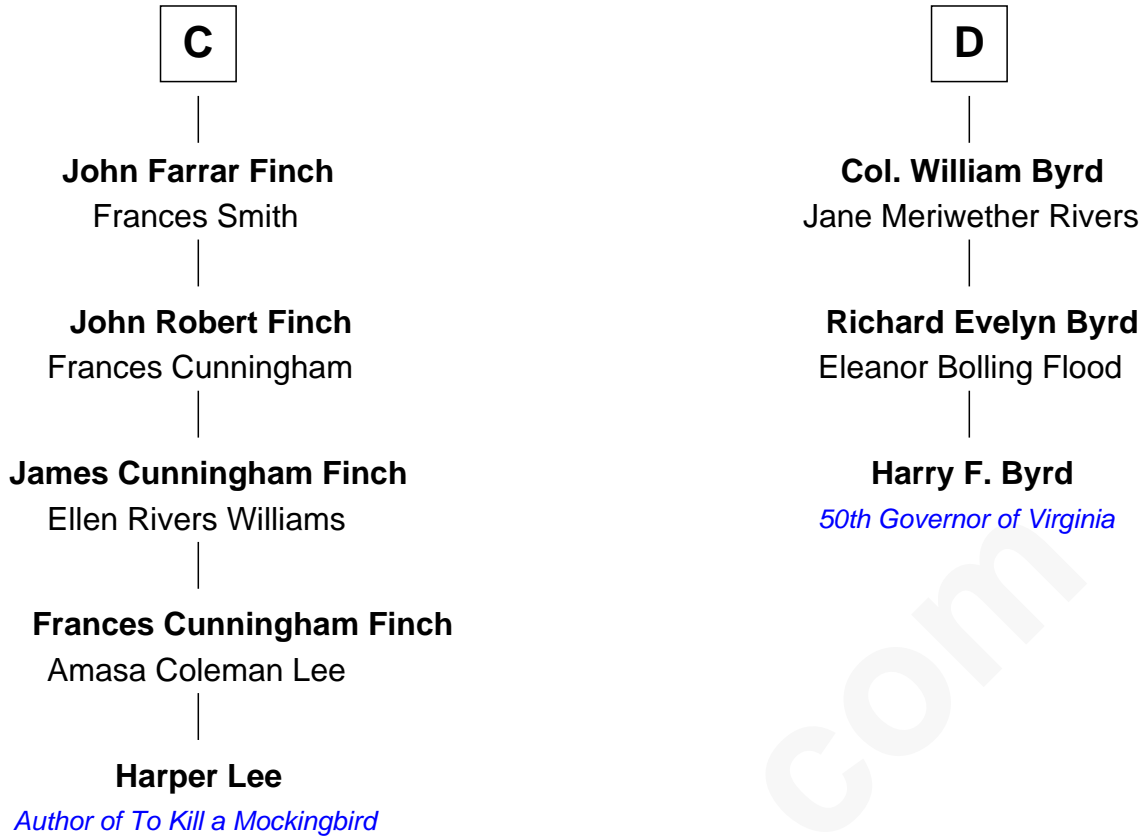 C
John Farrar Finch
Frances Smith
John Robert Finch
Frances Cunningham
James Cunningham Finch
Ellen Rivers Williams
Frances Cunningham Finch
Amasa Coleman Lee
Harper Lee
Author of To Kill a Mockingbird
D
Col. William Byrd
Jane Meriwether Rivers
Richard Evelyn Byrd
Eleanor Bolling Flood
Harry F. Byrd
50th Governor of Virginia
com